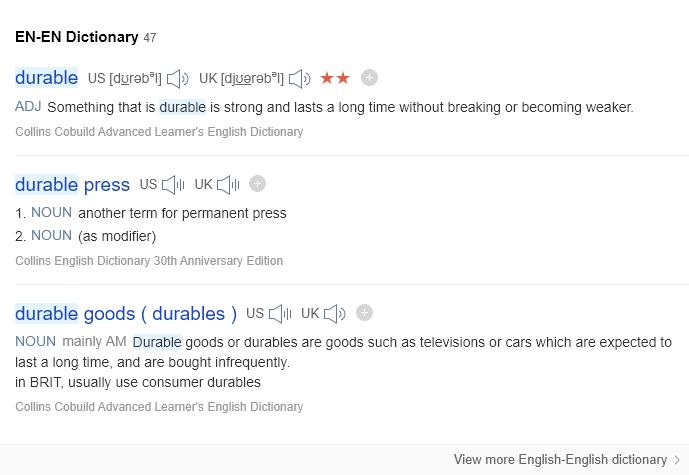 EN-EN Dictionary 47
durable US [dʊrəbᵊl] UK [djʊərəbᵊl] ★★
ADJ Something that is durable is strong and lasts a long time without breaking or becoming weaker.
Collins Cobuild Advanced Learner's English Dictionary
durable press US UK
1. NOUN another term for permanent press
2. NOUN (as modifier)
Collins English Dictionary 30th Anniversary Edition
durable goods ( durables ) US UK
NOUN mainly AM Durable goods or durables are goods such as televisions or cars which are expected to
last a long time, and are bought infrequently.
in BRIT, usually use consumer durables
Collins Cobuild Advanced Learner's English Dictionary
View more English-English dictionary